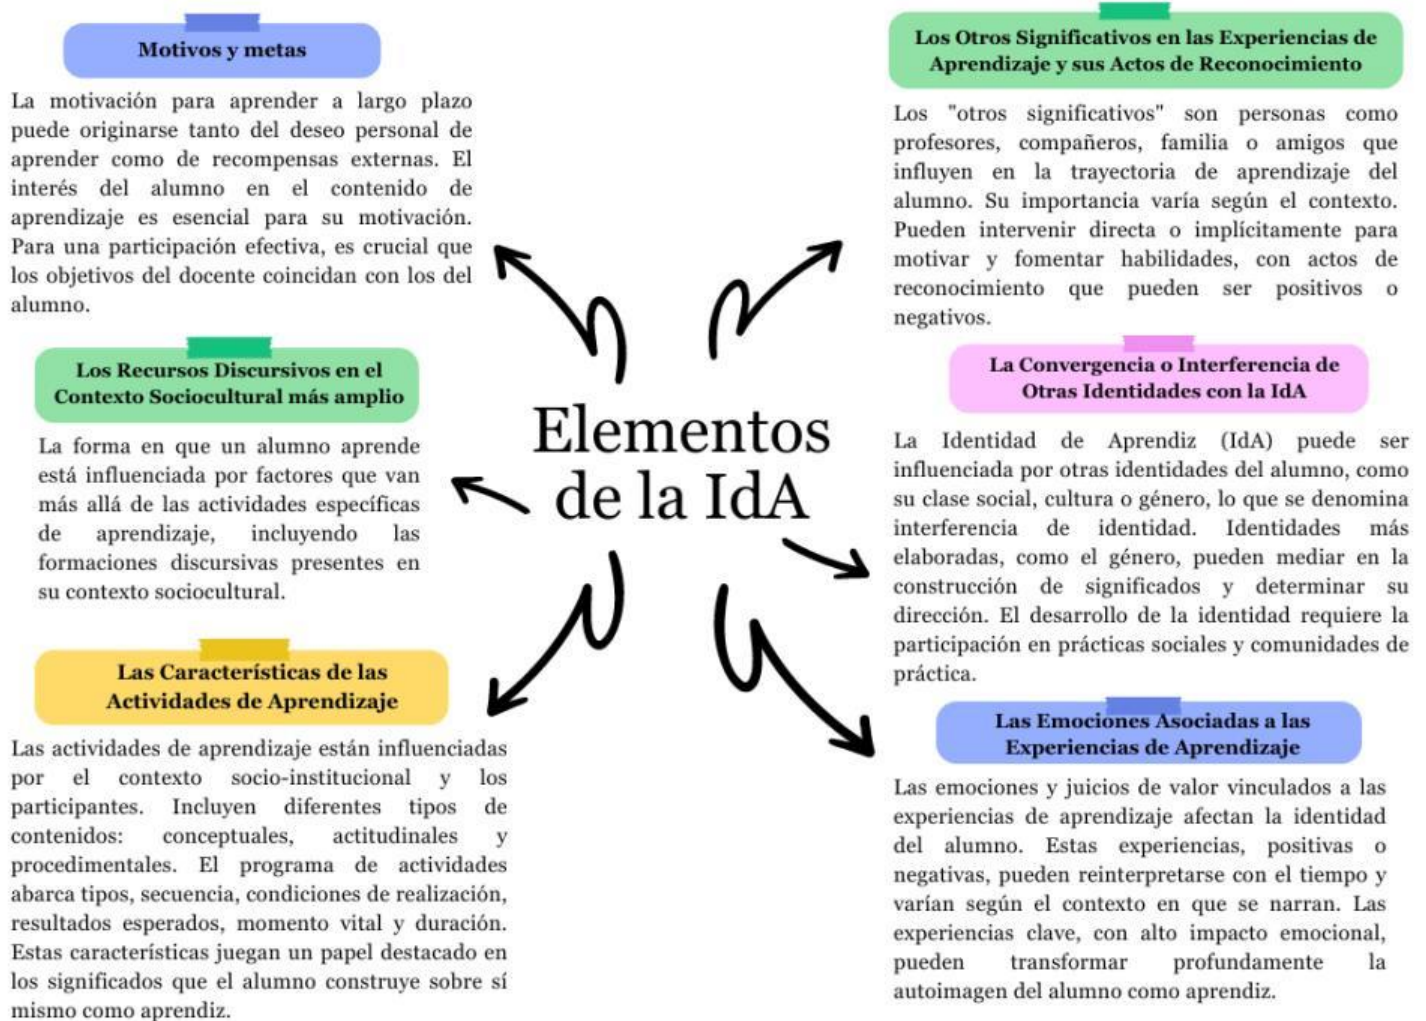 Motivos y metas
La motivación para aprender a largo plazo
puede originarse tanto del deseo personal de
aprender como de recompensas externas. El
interés del alumno en el contenido de
aprendizaje es esencial para su motivación.
Para una participación efectiva, es crucial que
los objetivos del docente coincidan con los del
alumno.
Los Recursos Discursivos en el
Contexto Sociocultural más amplio
La forma en que un alumno aprende
está influenciada por factores que van
más allá de las actividades específicas
de aprendizaje, incluyendo las
formaciones discursivas presentes en
su contexto sociocultural.
Las Características de las
Actividades de Aprendizaje
Las actividades de aprendizaje están influenciadas
por el contexto socio-institucional y los
participantes. Incluyen diferentes tipos de
contenidos: conceptuales, actitudinales y
procedimentales. El programa de actividades
abarca tipos, secuencia, condiciones de realización,
resultados esperados, momento vital y duración.
Estas características juegan un papel destacado en
los significados que el alumno construye sobre sí
mismo como aprendiz.
Elementos
de la IdA
Los Otros Significativos en las Experiencias de
Aprendizaje y sus Actos de Reconocimiento
Los "otros significativos" son personas como
profesores, compañeros, familia o amigos que
influyen en la trayectoria de aprendizaje del
alumno. Su importancia varía según el contexto.
Pueden intervenir directa o implícitamente para
motivar y fomentar habilidades, con actos de
reconocimiento que pueden ser positivos o
negativos.
La Convergencia o Interferencia de
Otras Identidades con la IdA
La Identidad de Aprendiz (IdA) puede ser
influenciada por otras identidades del alumno, como
su clase social, cultura o género, lo que se denomina
interferencia de identidad. Identidades más
elaboradas, como el género, pueden mediar en la
construcción de significados y determinar su
dirección. El desarrollo de la identidad requiere la
participación en prácticas sociales y comunidades de
práctica.
Las Emociones Asociadas a las
Experiencias de Aprendizaje
Las emociones y juicios de valor vinculados a las
experiencias de aprendizaje afectan la identidad
del alumno. Estas experiencias, positivas o
negativas, pueden reinterpretarse con el tiempo y
varían según el contexto en que se narran. Las
experiencias clave, con alto impacto emocional,
pueden transformar profundamente la
autoimagen del alumno como aprendiz.